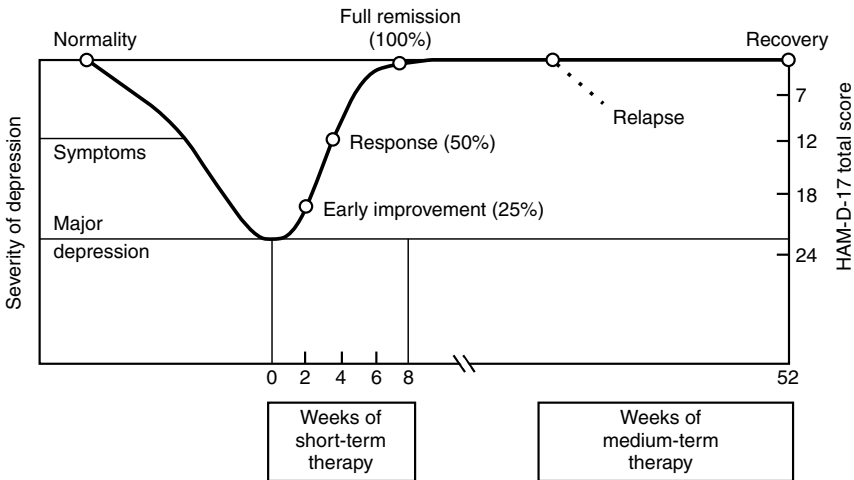 Full remission
(100%)
Normality
Recovery
7
Relapse
12
Response (50%)
Symptoms
18
Early improvement (25%)
Major
depression
24
Severity of depression
HAM-D-17 total score
0 2 4 6 8 52
Weeks of
short-term
therapy
Weeks of
medium-term
therapy